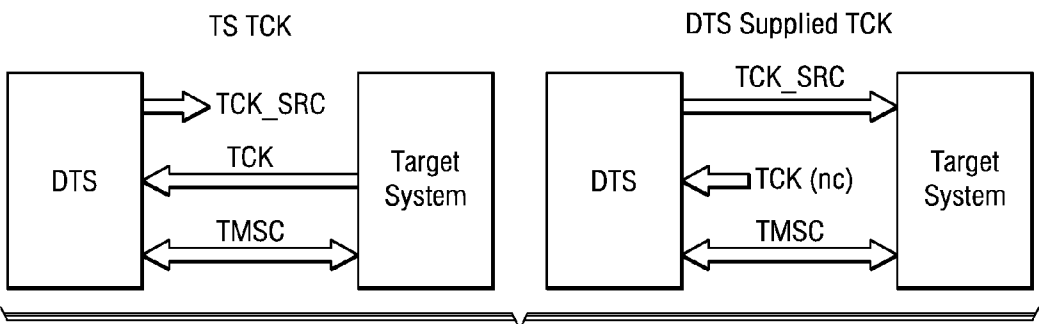 TS TCK
DTS Supplied TCK
TCK_SRC
TCK
DTS
Target
System
TMSC
TCK_SRC
TCK (nc)
DTS
Target
System
TMSC